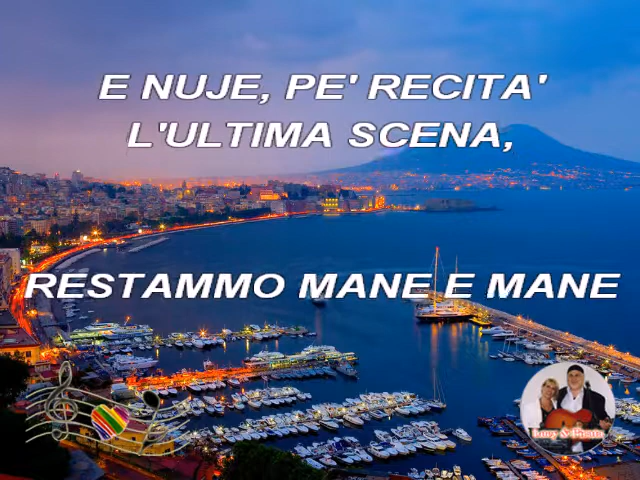 E NUJE, PE' RECITA'
L'ULTIMA SCENA,
RESTAMMO MANE E MANE